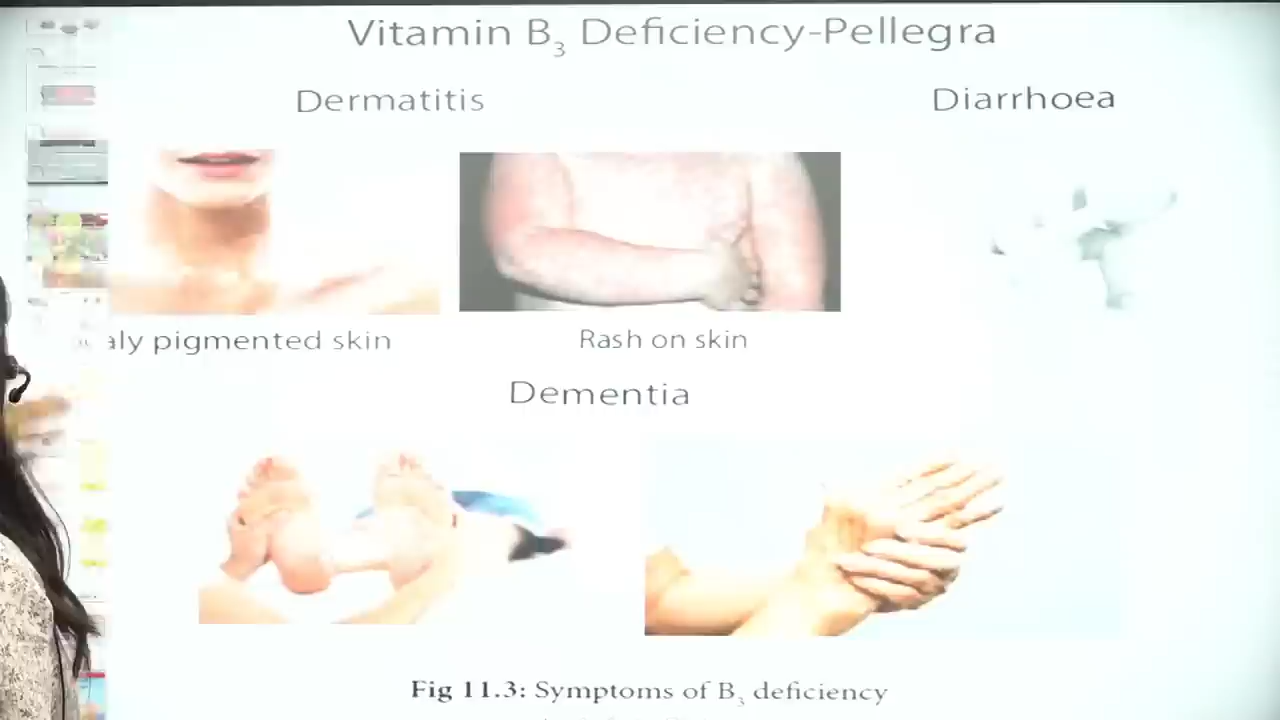 Vitamin B₃ Deficiency-Pellegra
Dermatitis
Diarrhoea
aly pigmented skin
Rash on skin
Dementia
Fig 11.3: Symptoms of B₃ deficiency